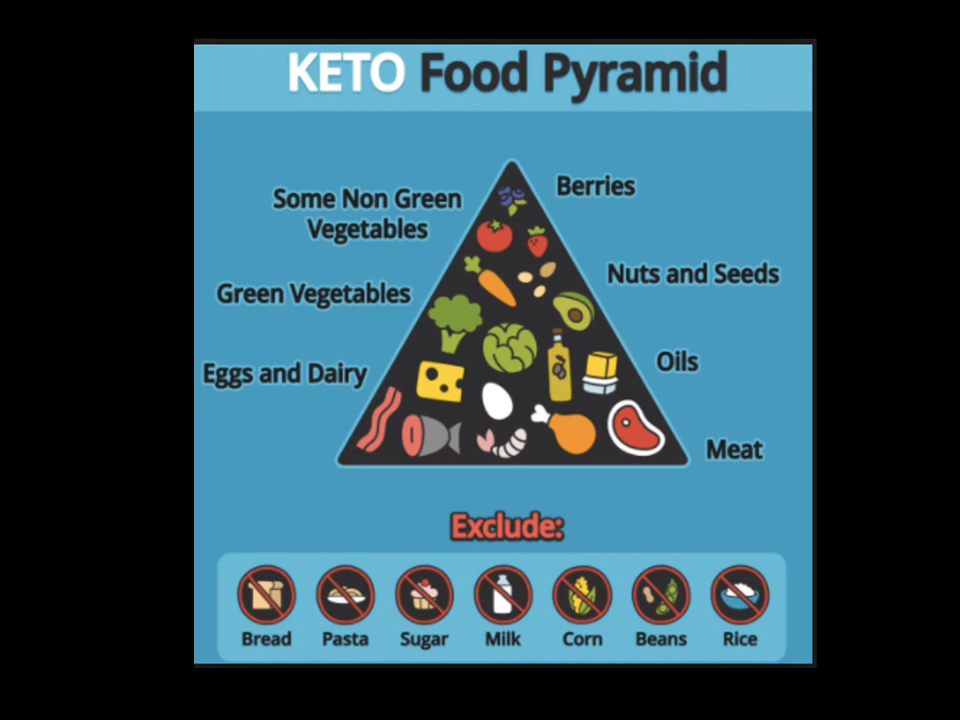 KETO Food Pyramid
Berries
Some Non Green
Vegetables
Nuts and Seeds
Green Vegetables
Oils
Eggs and Dairy
Meat
Exclude:
Bread Pasta Sugar Milk Corn Beans Rice